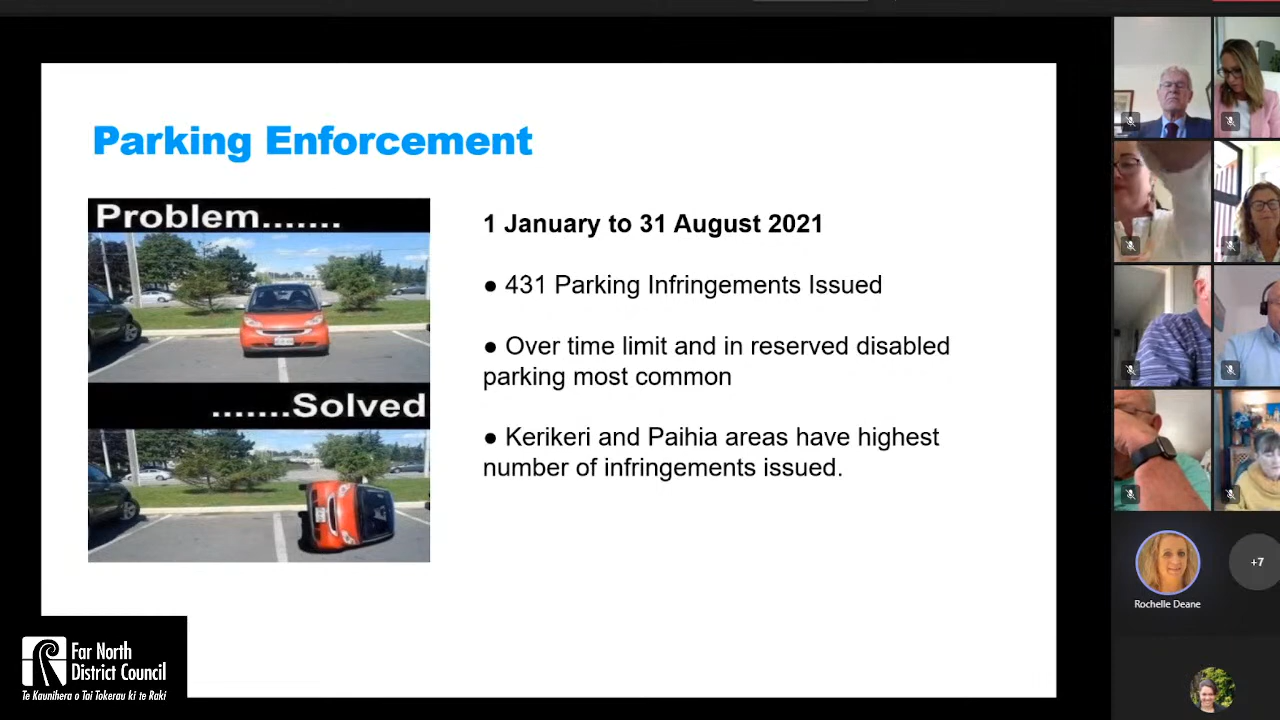 Parking Enforcement
Problem.......
.......Solved
1 January to 31 August 2021
● 431 Parking Infringements Issued
● Over time limit and in reserved disabled
parking most common
● Kerikeri and Paihia areas have highest
number of infringements issued.
+7
Rochelle Deane
Far North
District Council
Te Kaunihera o Tai Tokerau ki te Raki